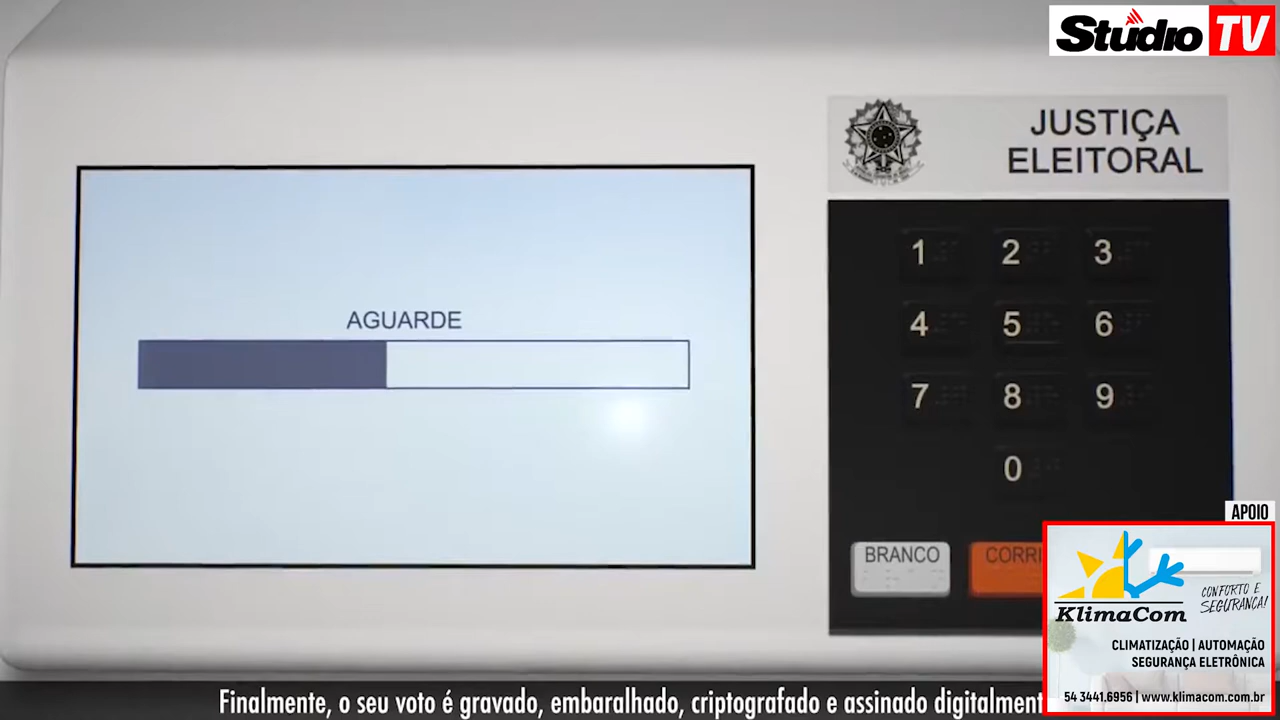 Stúdio TV
JUSTIÇA
ELEITORAL
AGUARDE
1 2 3
4 5 6
7 8 9
0
BRANCO
CORRI
APOIO
KlimaCom
CONFORTO E
SEGURANÇA!
CLIMATIZAÇÃO | AUTOMAÇÃO
SEGURANÇA ELETRÔNICA
54 3441.6956 | www.klimacom.com.br
Finalmente, o seu voto é gravado, embaralhado, criptografado e assinado digitalment